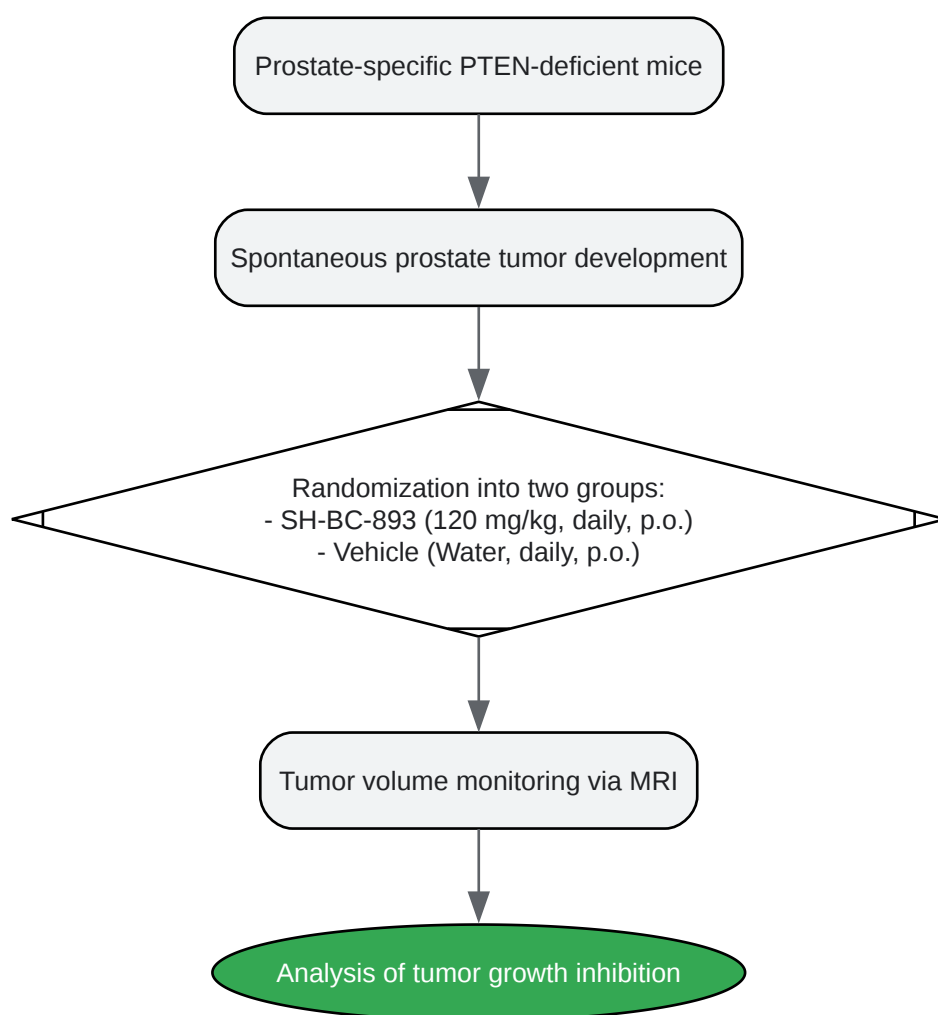 Prostate-specific PTEN-deficient mice
Spontaneous prostate tumor development
Randomization into two groups:
- SH-BC-893 (120 mg/kg, daily, p.o.)
- Vehicle (Water, daily, p.o.)
Tumor volume monitoring via MRI
Analysis of tumor growth inhibition